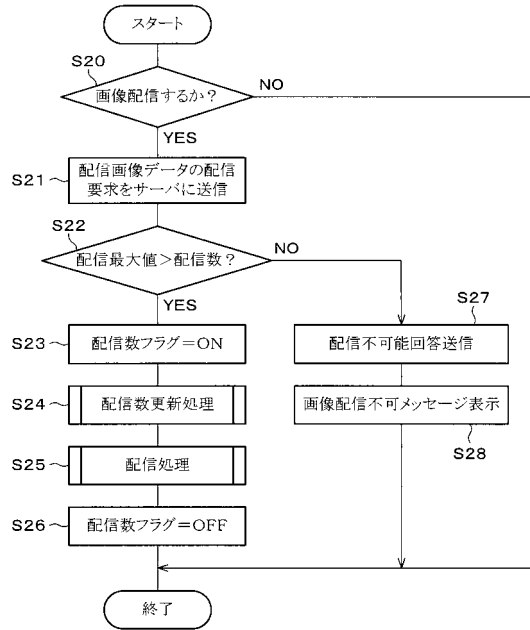 スタート
S20
画像配信するか？
NO
YES
S21
配信画像データの配信
要求をサーバに送信
S22
配信最大値＞配信数？
NO
YES
S23
配信数フラグ＝ON
S27
配信不可能回答送信
S24
配信数更新処理
画像配信不可メッセージ表示
S28
S25
配信処理
S26
配信数フラグ＝OFF
終了